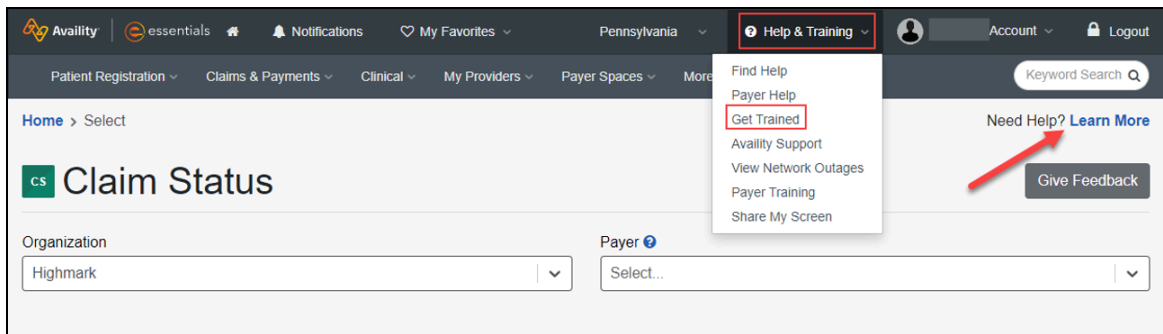 Availity essentials Notifications My Favorites Pennsylvania Help & Training Account Logout
Patient Registration Claims & Payments Clinical My Providers Payer Spaces More Keyword Search
Find Help
Payer Help
Get Trained
Availity Support
View Network Outages
Payer Training
Share My Screen
Home > Select Need Help? Learn More
CS Claim Status Give Feedback
Organization Payer
Highmark Select...